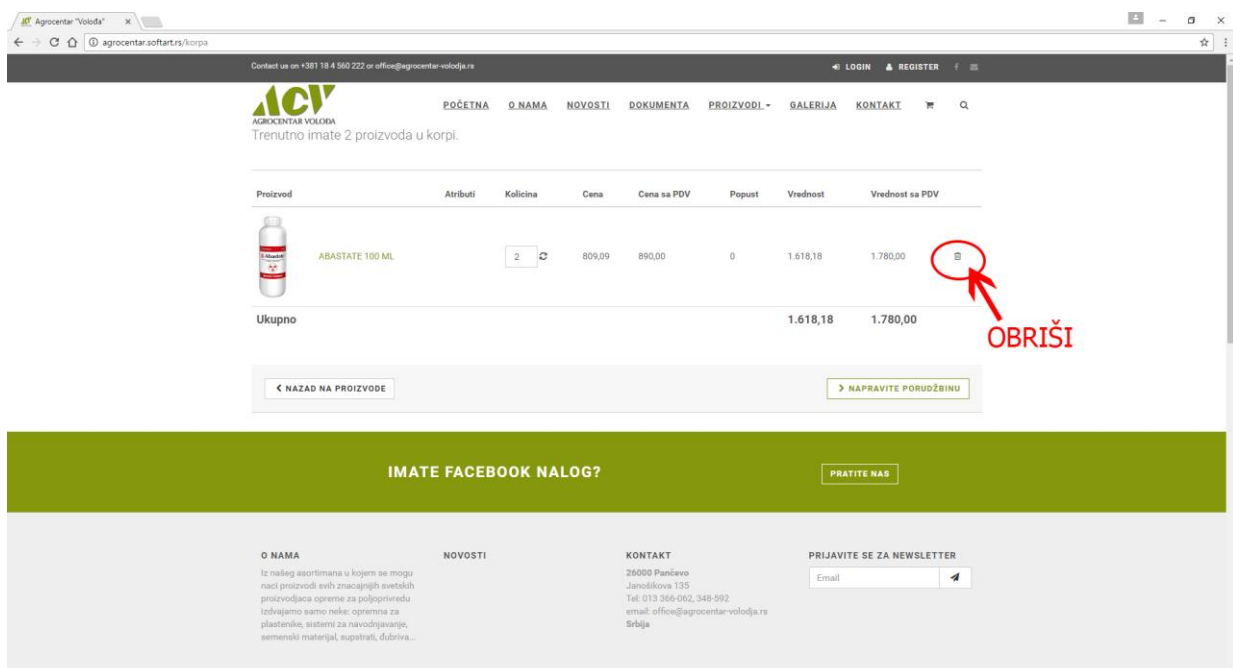 Agrocentar "Voloda"
agrocentar.softart.rs/korpa
Contact us on +381 18 4 560 222 or office@agrocentar-volodja.rs
LOGIN REGISTER
ACV
AGROCENTAR VOLOĐA
POČETNA O NAMA NOVOSTI DOKUMENTA PROIZVODI GALERIJA KONTAKT
Trenutno imate 2 proizvoda u korpi.
Proizvod Atributi Kolicina Cena Cena sa PDV Popust Vrednost Vrednost sa PDV
ABASTATE 100 ML 2 809,09 890,00 0 1.618,18 1.780,00
Ukupno 1.618,18 1.780,00
OBRIŠI
NAZAD NA PROIZVODE NAPRAVITE PORUDŽBINU
IMATE FACEBOOK NALOG? PRATITE NAS
O NAMA
Iz našeg asortimana u kojem se mogu
naci proizvodi svih znacajnijh svetskih
proizvodjaca opreme za poljoprivredu
izdvajamo samo neke: opremna za
plastenike, sistemi za navodnjavanje,
semenski materijal, supstrati, đubriva...
NOVOSTI
KONTAKT
26000 Pančevo
Janošikova 135
Tel: 013 366-062, 348-592
email: office@agrocentar-volodja.rs
Srbija
PRIJAVITE SE ZA NEWSLETTER
Email